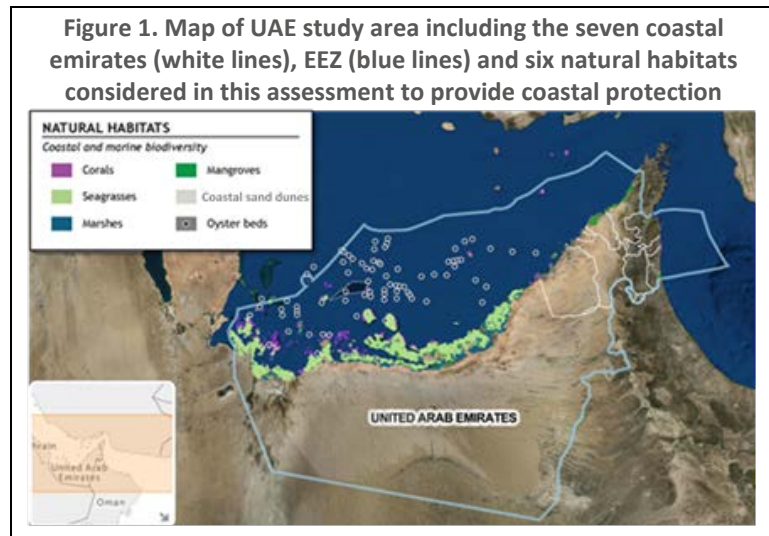 Figure 1. Map of UAE study area including the seven coastal
emirates (white lines), EEZ (blue lines) and six natural habitats
considered in this assessment to provide coastal protection
NATURAL HABITATS
Coastal and marine biodiversity
Corals
Mangroves
Seagrasses
Coastal sand dunes
Marshes
Oyster beds
UNITED ARAB EMIRATES
hrain
United Arab
Emirates
Oman